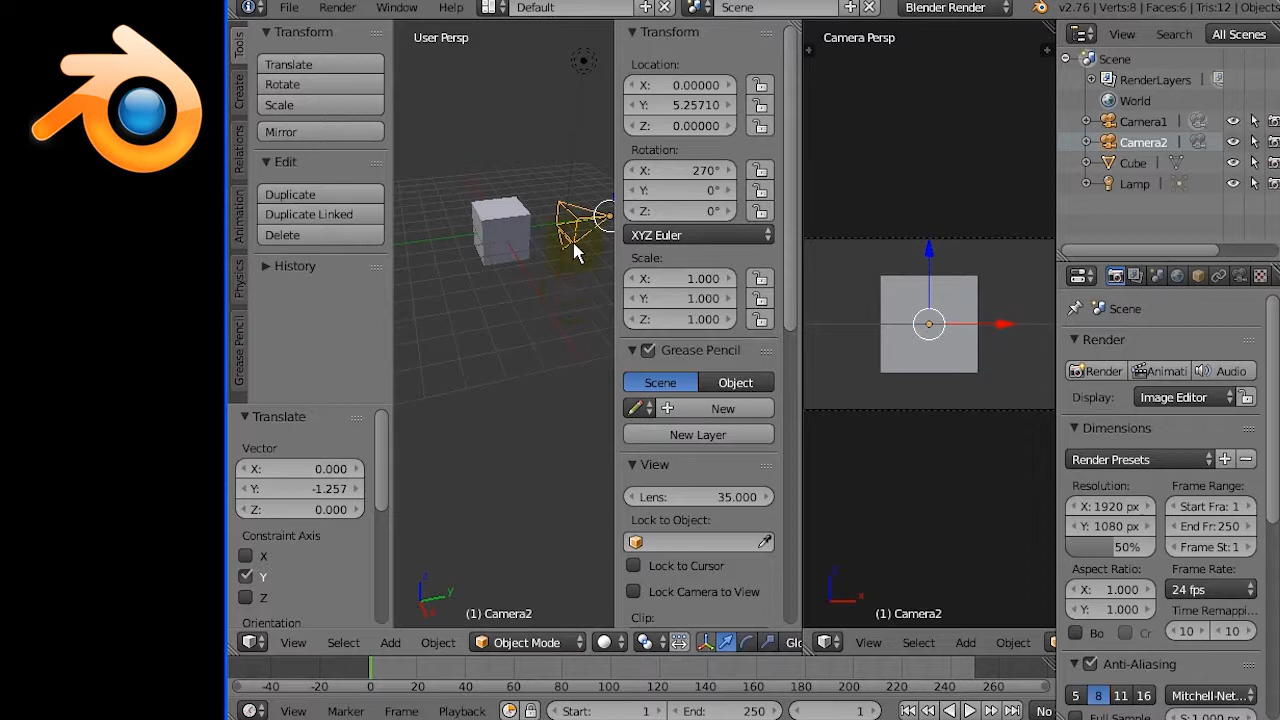 File Render Window Help Default Scene Blender Render v2.76 | Verts:8 | Faces:6 | Tris:12 | Objects
Tools
Create
Relations
Animation
Physics
Grease Pencil
Transform
Translate
Rotate
Scale
Mirror
Edit
Duplicate
Duplicate Linked
Delete
History
Translate
Vector
X: 0.000
Y: -1.257
Z: 0.000
Constraint Axis
X
Y
Z
Orientation
User Persp
(1) Camera2
View Select Add Object Object Mode Glo
Transform
Location:
X: 0.00000
Y: 5.25710
Z: 0.00000
Rotation:
X: 270°
Y: 0°
Z: 0°
XYZ Euler
Scale:
X: 1.000
Y: 1.000
Z: 1.000
Grease Pencil
Scene Object
New
New Layer
View
Lens: 35.000
Lock to Object:
Lock to Cursor
Lock Camera to View
Clip:
Camera Persp
(1) Camera2
View Select Add Object
View Search All Scenes
Scene
RenderLayers
World
Camera1
Camera2
Cube
Lamp
Scene
Render
Render Animati Audio
Display: Image Editor
Dimensions
Render Presets
Resolution: Frame Range:
X: 1920 px Start Fra: 1
Y: 1080 px End Fr: 250
50% Frame St: 1
Aspect Ratio: Frame Rate:
X: 1.000 24 fps
Y: 1.000 Time Remappi...
Bo Cr 10 10
Anti-Aliasing
5 8 11 16 Mitchell-Net...
-40 -20 0 20 40 60 80 100 120 140 160 180 200 220 240 260
View Marker Frame Playback Start: 1 End: 250 1 No